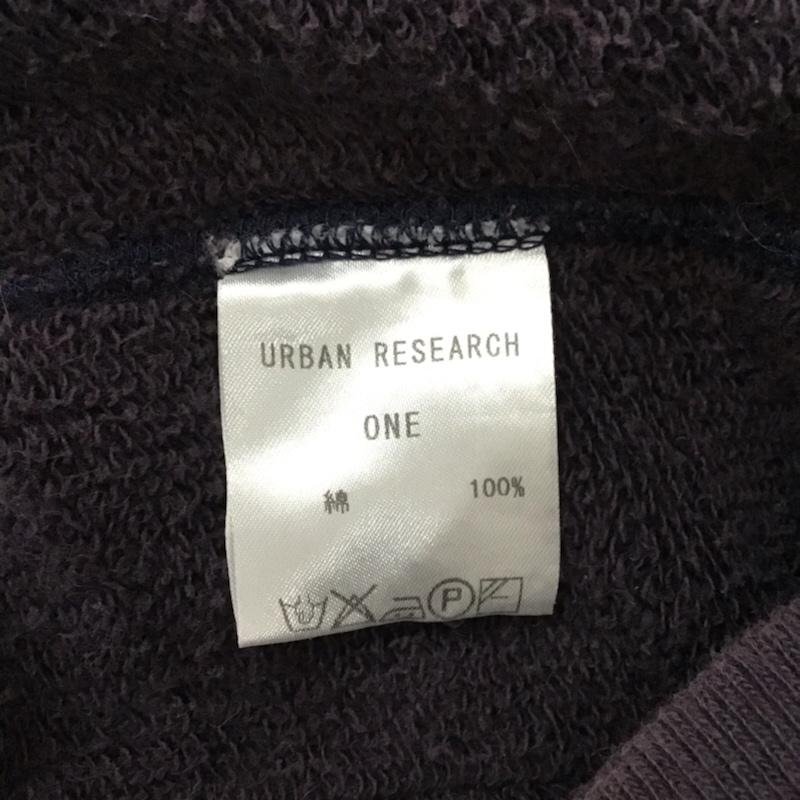 URBAN RESEARCH
ONE
綿 100%
P